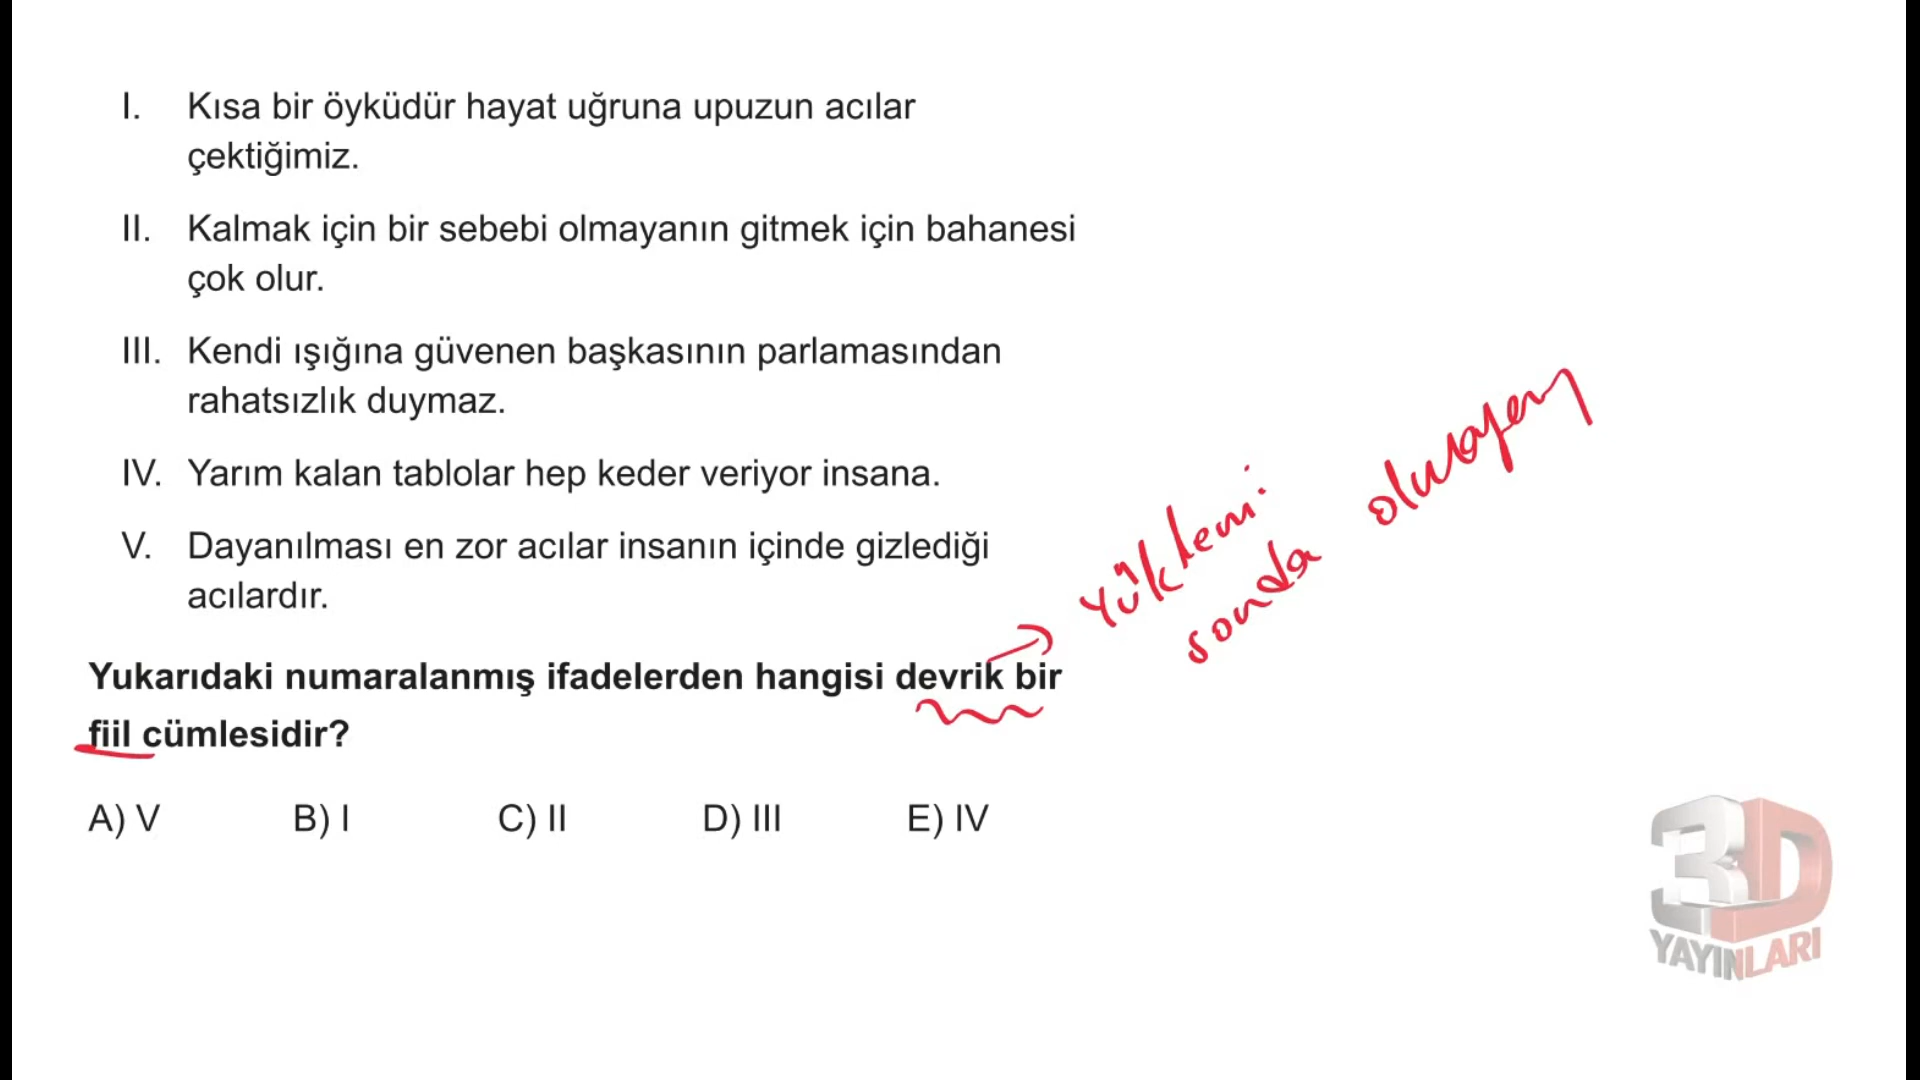 I. Kısa bir öyküdür hayat uğruna upuzun acılar
çektiğimiz.
II. Kalmak için bir sebebi olmayanın gitmek için bahanesi
çok olur.
III. Kendi ışığına güvenen başkasının parlamasından
rahatsızlık duymaz.
IV. Yarım kalan tablolar hep keder veriyor insana.
V. Dayanılması en zor acılar insanın içinde gizlediği
acılardır.
Yüklemi
sonda olmayan
Yukarıdaki numaralanmış ifadelerden hangisi devrik bir
fiil cümlesidir?
A) V B) I C) II D) III E) IV
3D
YAYINLARI